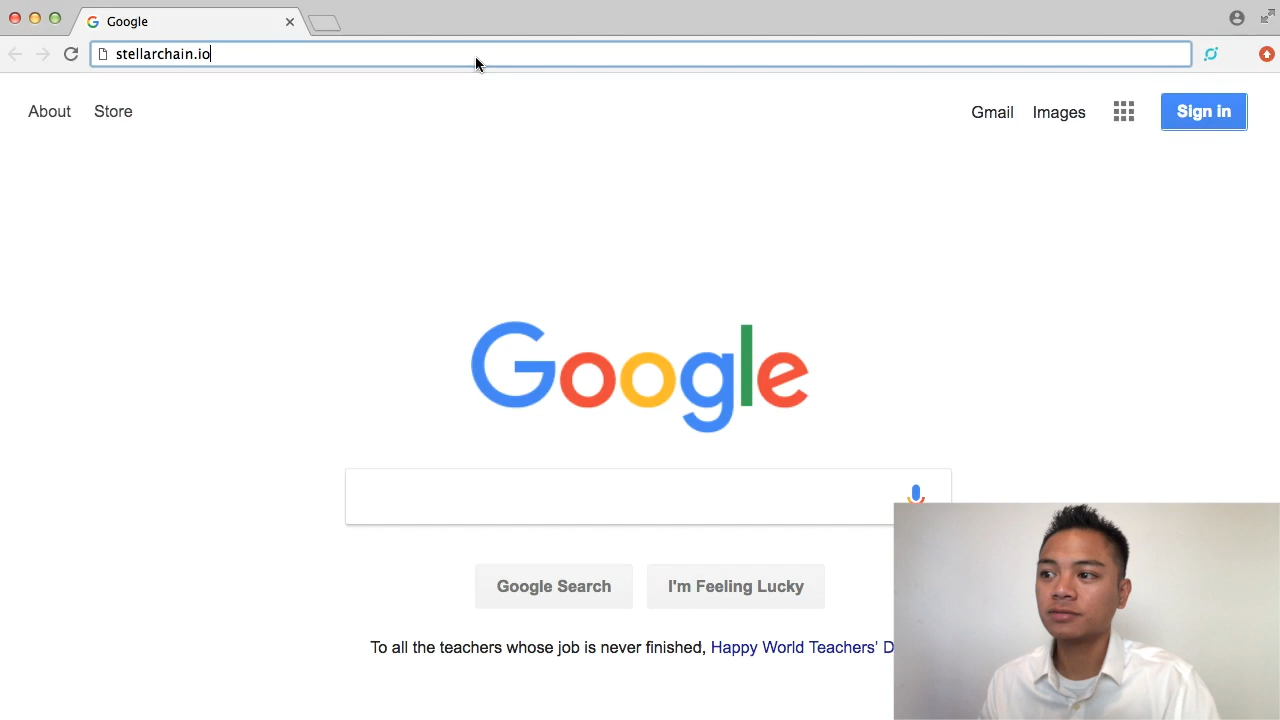 Google
stellarchain.io
About Store
Gmail Images Sign in
Google
Google Search I'm Feeling Lucky
To all the teachers whose job is never finished, Happy World Teachers' D